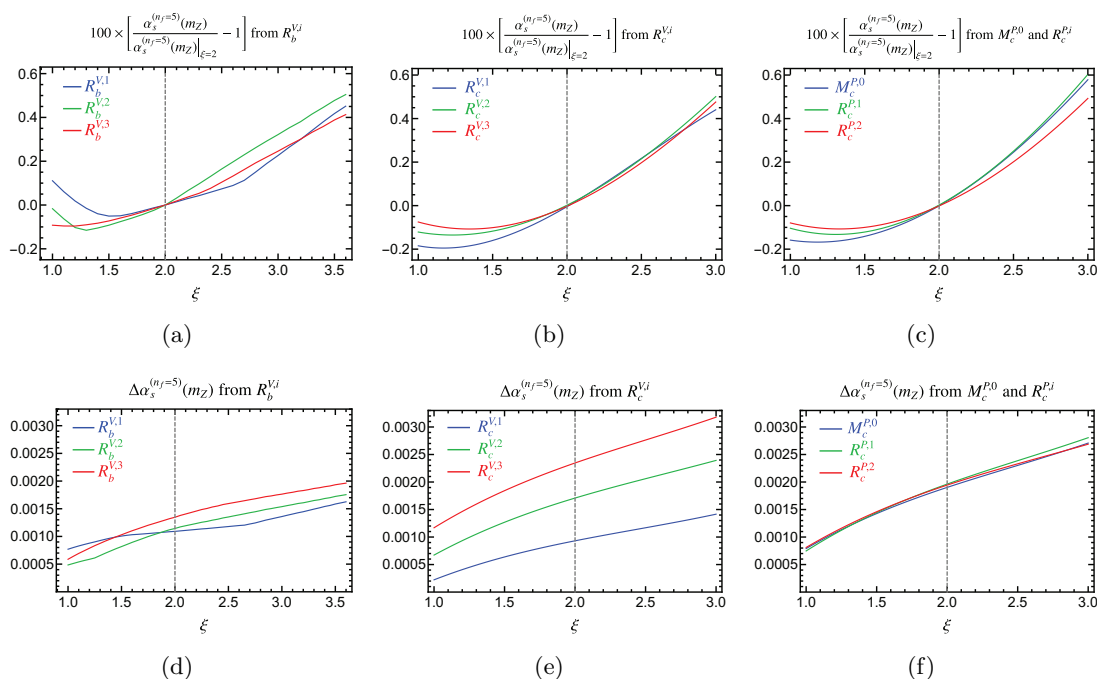 100 × [α_s^(n_f=5)(m_Z) / α_s^(n_f=5)(m_Z)|_ξ=2 − 1] from R_b^V,i
R_b^V,1
R_b^V,2
R_b^V,3
0.6
0.4
0.2
0.0
−0.2
1.0 1.5 2.0 2.5 3.0 3.5
ξ
(a)
100 × [α_s^(n_f=5)(m_Z) / α_s^(n_f=5)(m_Z)|_ξ=2 − 1] from R_c^V,i
R_c^V,1
R_c^V,2
R_c^V,3
0.6
0.4
0.2
0.0
−0.2
1.0 1.5 2.0 2.5 3.0
ξ
(b)
100 × [α_s^(n_f=5)(m_Z) / α_s^(n_f=5)(m_Z)|_ξ=2 − 1] from M_c^P,0 and R_c^P,i
M_c^P,0
R_c^P,1
R_c^P,2
0.6
0.4
0.2
0.0
−0.2
1.0 1.5 2.0 2.5 3.0
ξ
(c)
Δα_s^(n_f=5)(m_Z) from R_b^V,i
R_b^V,1
R_b^V,2
R_b^V,3
0.0030
0.0025
0.0020
0.0015
0.0010
0.0005
1.0 1.5 2.0 2.5 3.0 3.5
ξ
(d)
Δα_s^(n_f=5)(m_Z) from R_c^V,i
R_c^V,1
R_c^V,2
R_c^V,3
0.0030
0.0025
0.0020
0.0015
0.0010
0.0005
1.0 1.5 2.0 2.5 3.0
ξ
(e)
Δα_s^(n_f=5)(m_Z) from M_c^P,0 and R_c^P,i
M_c^P,0
R_c^P,1
R_c^P,2
0.0030
0.0025
0.0020
0.0015
0.0010
0.0005
1.0 1.5 2.0 2.5 3.0
ξ
(f)